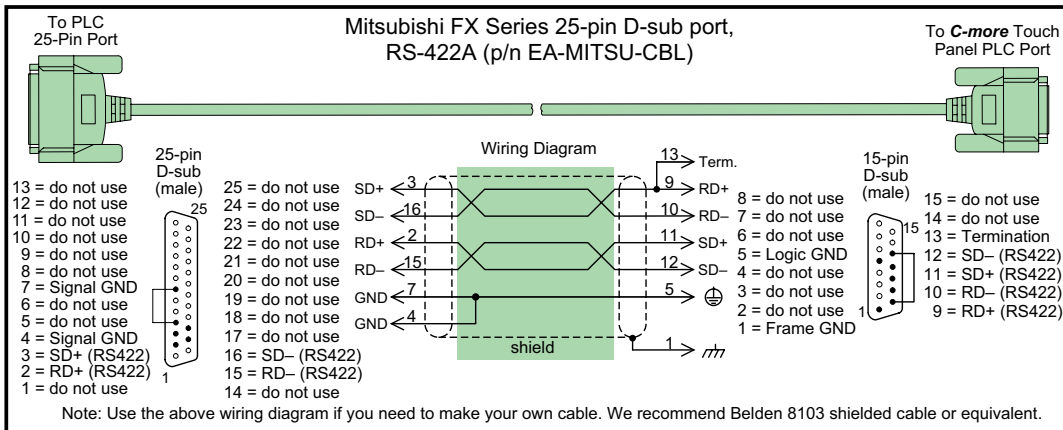 To PLC
25-Pin Port
Mitsubishi FX Series 25-pin D-sub port,
RS-422A (p/n EA-MITSU-CBL)
To C-more Touch
Panel PLC Port
25-pin
D-sub
(male)
25
1
13 = do not use
12 = do not use
11 = do not use
10 = do not use
9 = do not use
8 = do not use
7 = Signal GND
6 = do not use
5 = do not use
4 = Signal GND
3 = SD+ (RS422)
2 = RD+ (RS422)
1 = do not use
25 = do not use
24 = do not use
23 = do not use
22 = do not use
21 = do not use
20 = do not use
19 = do not use
18 = do not use
17 = do not use
16 = SD– (RS422)
15 = RD– (RS422)
14 = do not use
Wiring Diagram
13 Term.
SD+ 3 9 RD+
SD– 16 10 RD–
RD+ 2 11 SD+
RD– 15 12 SD–
GND 7 5
GND 4
shield 1
8 = do not use
7 = do not use
6 = do not use
5 = Logic GND
4 = do not use
3 = do not use
2 = do not use
1 = Frame GND
15-pin
D-sub
(male)
15
1
15 = do not use
14 = do not use
13 = Termination
12 = SD– (RS422)
11 = SD+ (RS422)
10 = RD– (RS422)
9 = RD+ (RS422)
Note: Use the above wiring diagram if you need to make your own cable. We recommend Belden 8103 shielded cable or equivalent.